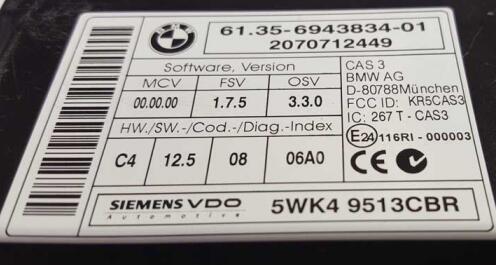 BMW
61.35-6943834-01
2070712449
Software, Version
MCV FSV OSV
00.00.00 1.7.5 3.3.0
HW./SW.-/Cod.-/Diag.-Index
C4 12.5 08 06A0
CAS 3
BMW AG
D-80788München
FCC ID: KR5CAS3
IC: 267 T - CAS3
E24 116RI - 000003
CE
SIEMENS VDO
Automotive
5WK4 9513CBR